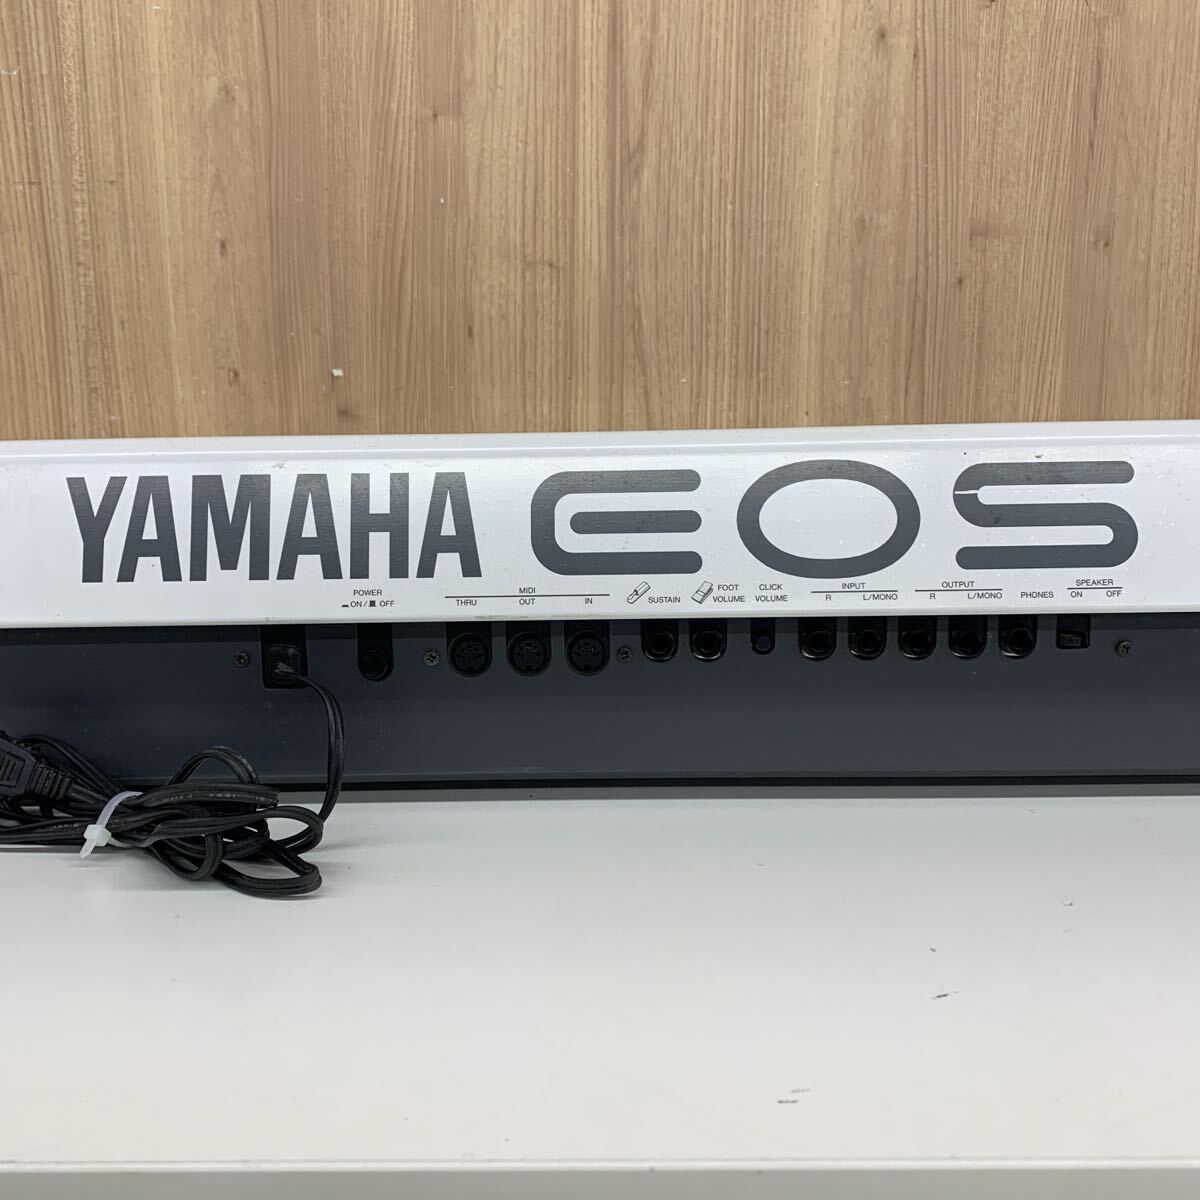 YAMAHA EOS
POWER
ON / OFF
MIDI
THRU OUT IN
SUSTAIN
FOOT VOLUME
CLICK VOLUME
INPUT
R L/MONO
OUTPUT
R L/MONO
PHONES
SPEAKER
ON OFF